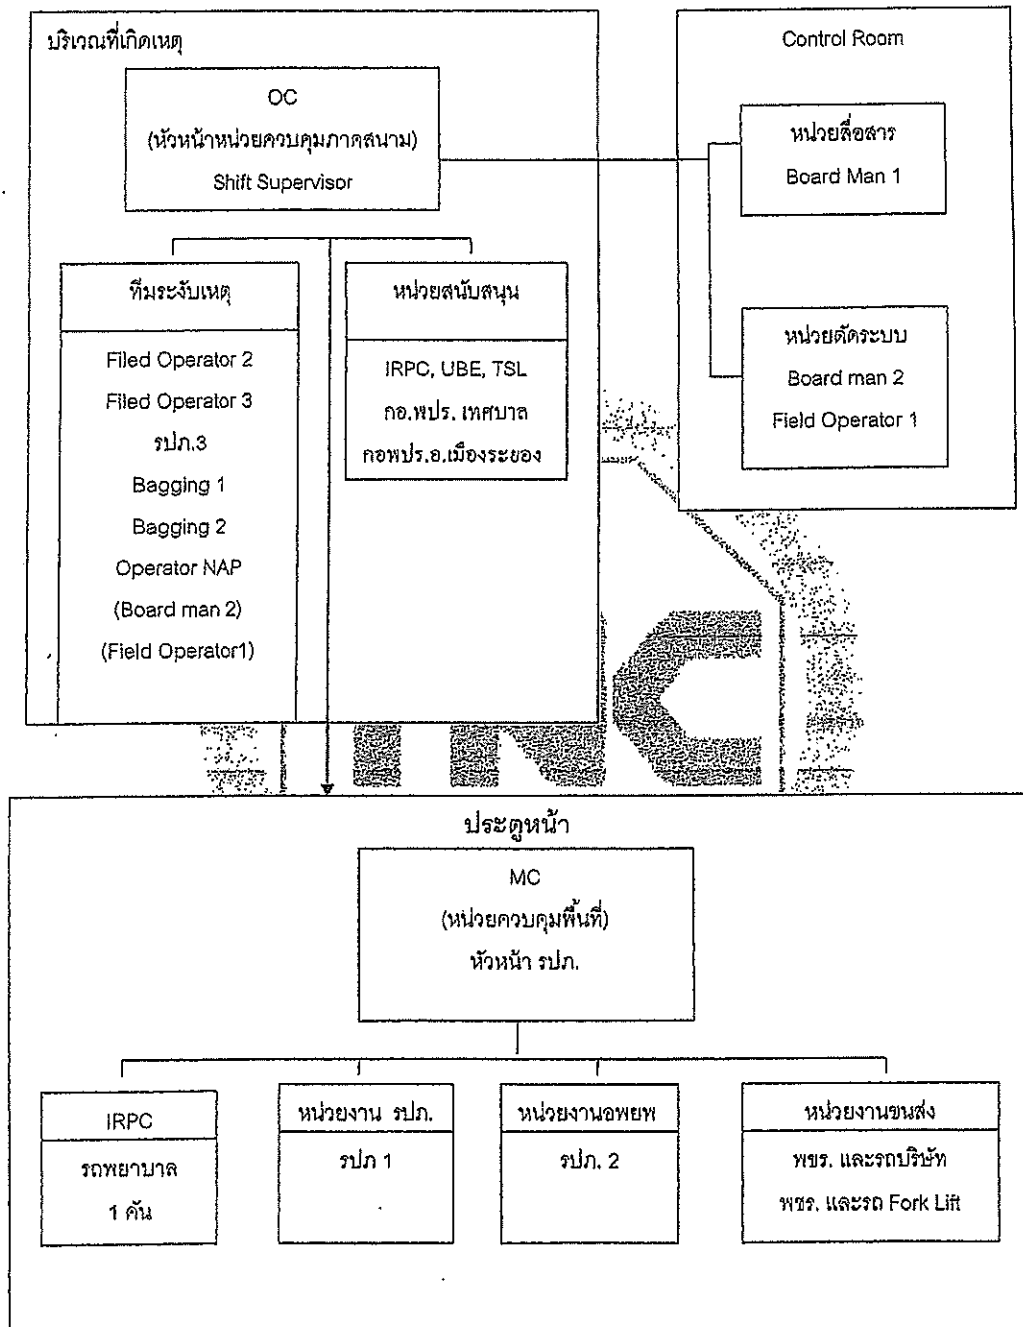 บริเวณที่เกิดเหตุ
OC
(หัวหน้าหน่วยควบคุมภาคสนาม)
Shift Supervisor
ทีมระงับเหตุ
Filed Operator 2
Filed Operator 3
รปภ.3
Bagging 1
Bagging 2
Operator NAP
(Board man 2)
(Field Operator1)
หน่วยสนับสนุน
IRPC, UBE, TSL
กอ.พปร. เทศบาล
กอพปร.อ.เมืองระยอง
Control Room
หน่วยสื่อสาร
Board Man 1
หน่วยตัดระบบ
Board man 2
Field Operator 1
ประตูหน้า
MC
(หน่วยควบคุมพื้นที่)
หัวหน้า รปภ.
IRPC
รถพยาบาล
1 คัน
หน่วยงาน รปภ.
รปภ 1
หน่วยงานอพยพ
รปภ. 2
หน่วยงานขนส่ง
พขร. และรถบริษัท
พขร. และรถ Fork Lift